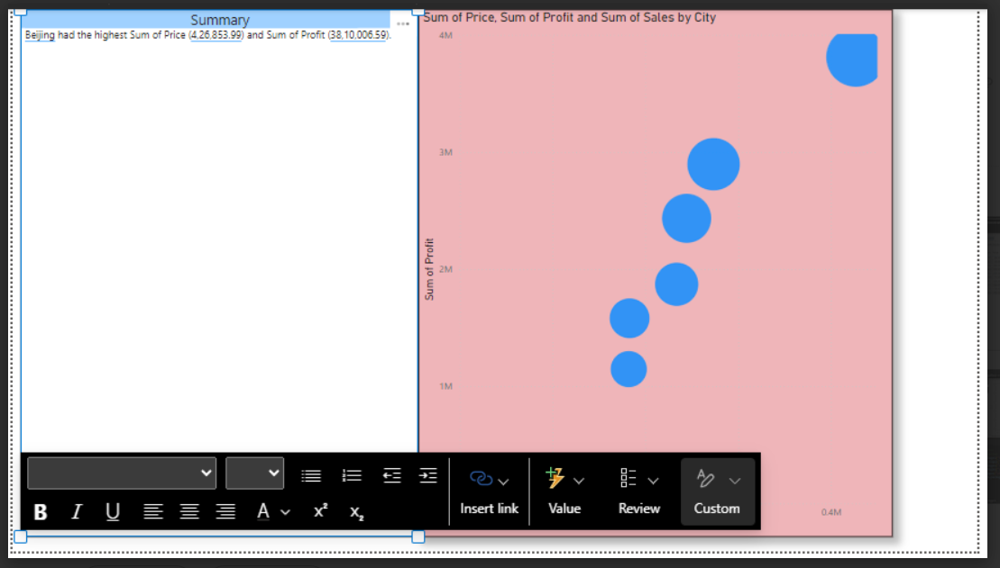 Summary
Beijing had the highest Sum of Price (4,26,853.99) and Sum of Profit (38,10,006.59).
Sum of Price, Sum of Profit and Sum of Sales by City
4M
3M
2M
1M
Sum of Profit
0.4M
Insert link
Value
Review
Custom
B I U A x² x₂